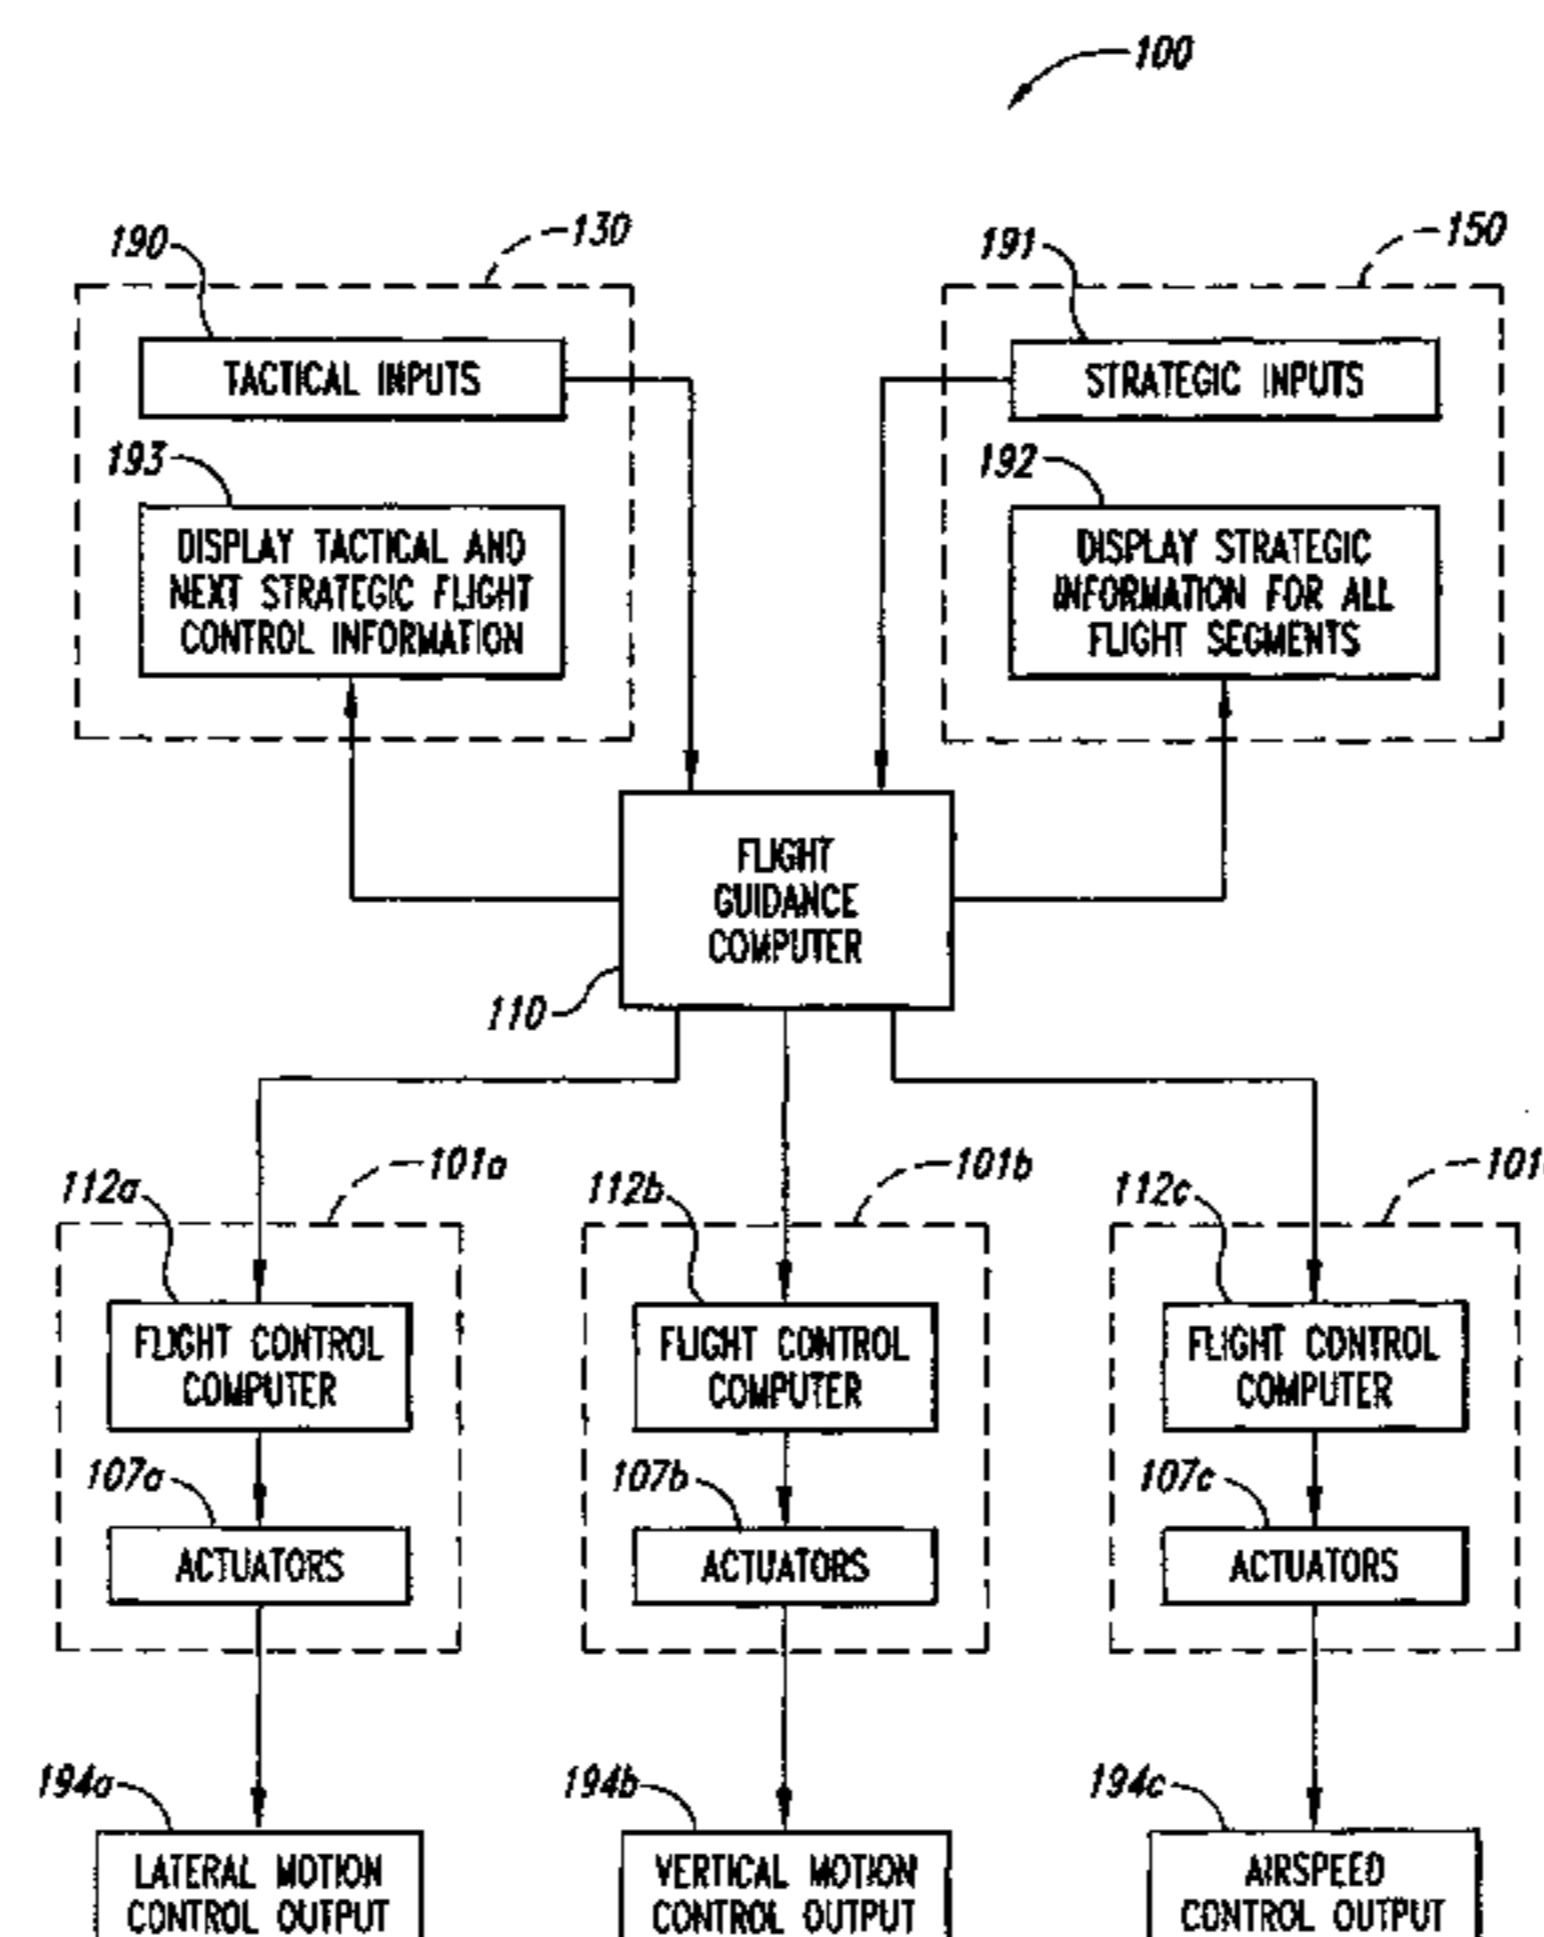 100
130
150
190
191
TACTICAL INPUTS
STRATEGIC INPUTS
193
192
DISPLAY TACTICAL AND
NEXT STRATEGIC FLIGHT
CONTROL INFORMATION
DISPLAY STRATEGIC
INFORMATION FOR ALL
FLIGHT SEGMENTS
FLIGHT
GUIDANCE
COMPUTER
110
101a
101b
101
112a
112b
112c
FLIGHT CONTROL
COMPUTER
FLIGHT CONTROL
COMPUTER
FLIGHT CONTROL
COMPUTER
107a
107b
107c
ACTUATORS
ACTUATORS
ACTUATORS
194a
194b
194c
LATERAL MOTION
CONTROL OUTPUT
VERTICAL MOTION
CONTROL OUTPUT
AIRSPEED
CONTROL OUTPUT